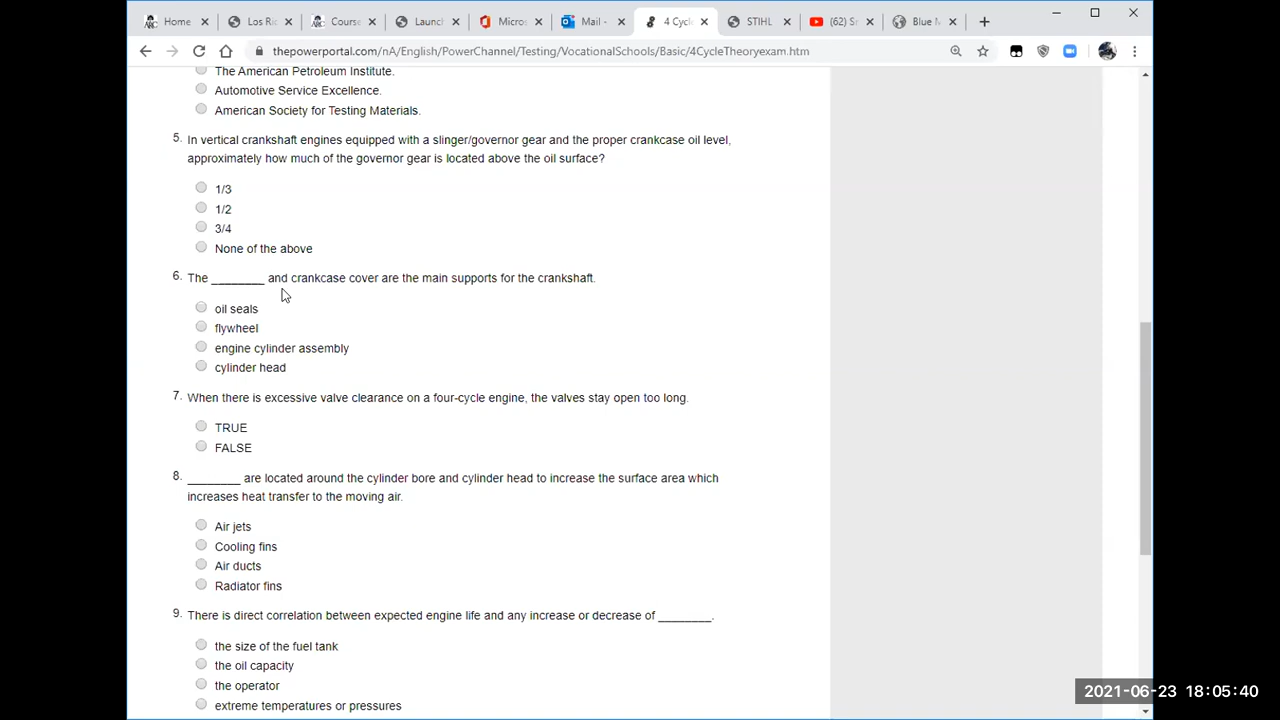 Home
Los Ri
Course
Launch
Micros
Mail -
4 Cycle
STIHL
(62) Sr
Blue M
thepowerportal.com/nA/English/PowerChannel/Testing/VocationalSchools/Basic/4CycleTheoryexam.htm
The American Petroleum Institute.
Automotive Service Excellence.
American Society for Testing Materials.
5. In vertical crankshaft engines equipped with a slinger/governor gear and the proper crankcase oil level,
approximately how much of the governor gear is located above the oil surface?
1/3
1/2
3/4
None of the above
6. The ________ and crankcase cover are the main supports for the crankshaft.
oil seals
flywheel
engine cylinder assembly
cylinder head
7. When there is excessive valve clearance on a four-cycle engine, the valves stay open too long.
TRUE
FALSE
8. ________ are located around the cylinder bore and cylinder head to increase the surface area which
increases heat transfer to the moving air.
Air jets
Cooling fins
Air ducts
Radiator fins
9. There is direct correlation between expected engine life and any increase or decrease of ________.
the size of the fuel tank
the oil capacity
the operator
extreme temperatures or pressures
2021-06-23 18:05:40